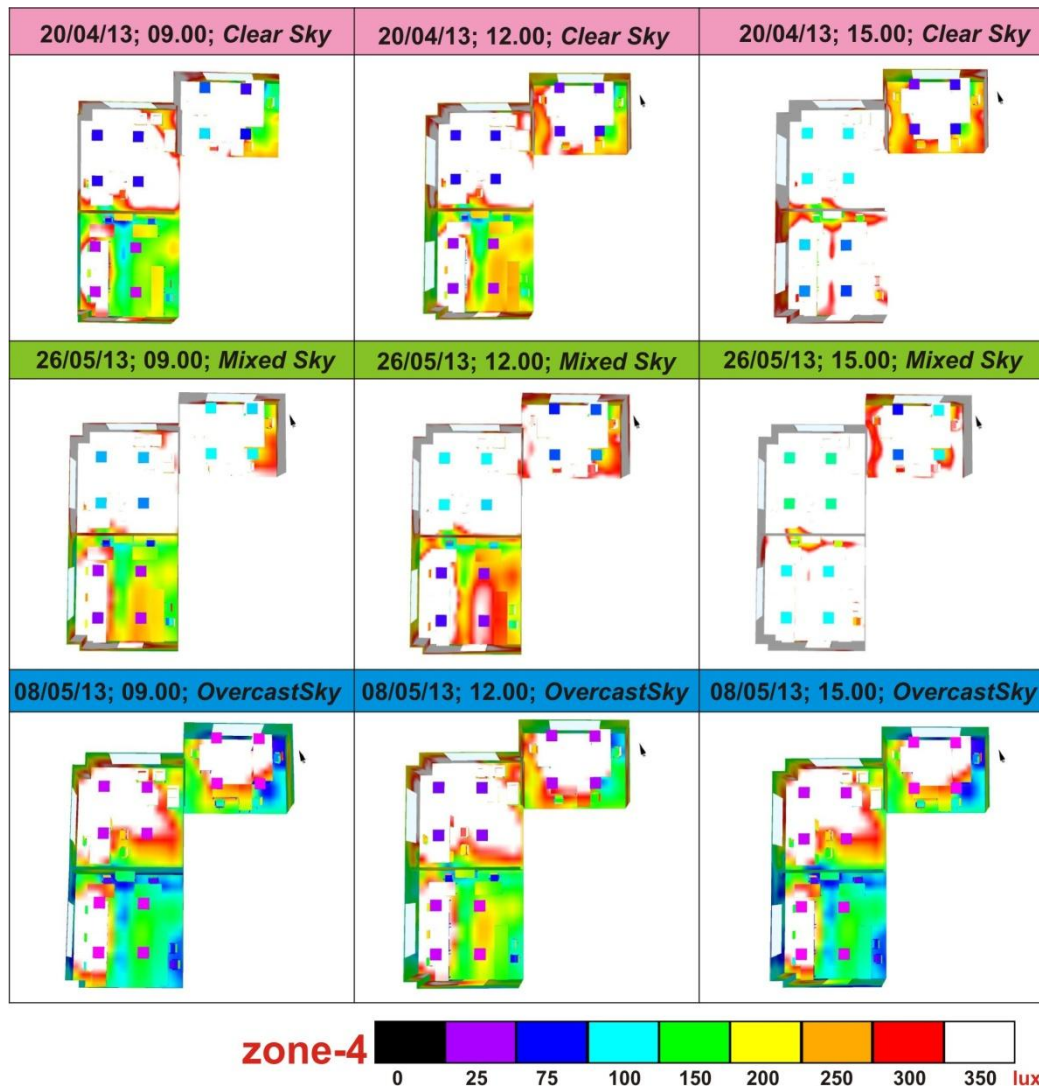 20/04/13; 09.00; Clear Sky
20/04/13; 12.00; Clear Sky
20/04/13; 15.00; Clear Sky
26/05/13; 09.00; Mixed Sky
26/05/13; 12.00; Mixed Sky
26/05/13; 15.00; Mixed Sky
08/05/13; 09.00; OvercastSky
08/05/13; 12.00; OvercastSky
08/05/13; 15.00; OvercastSky
zone-4
0 25 75 100 150 200 250 300 350 lux